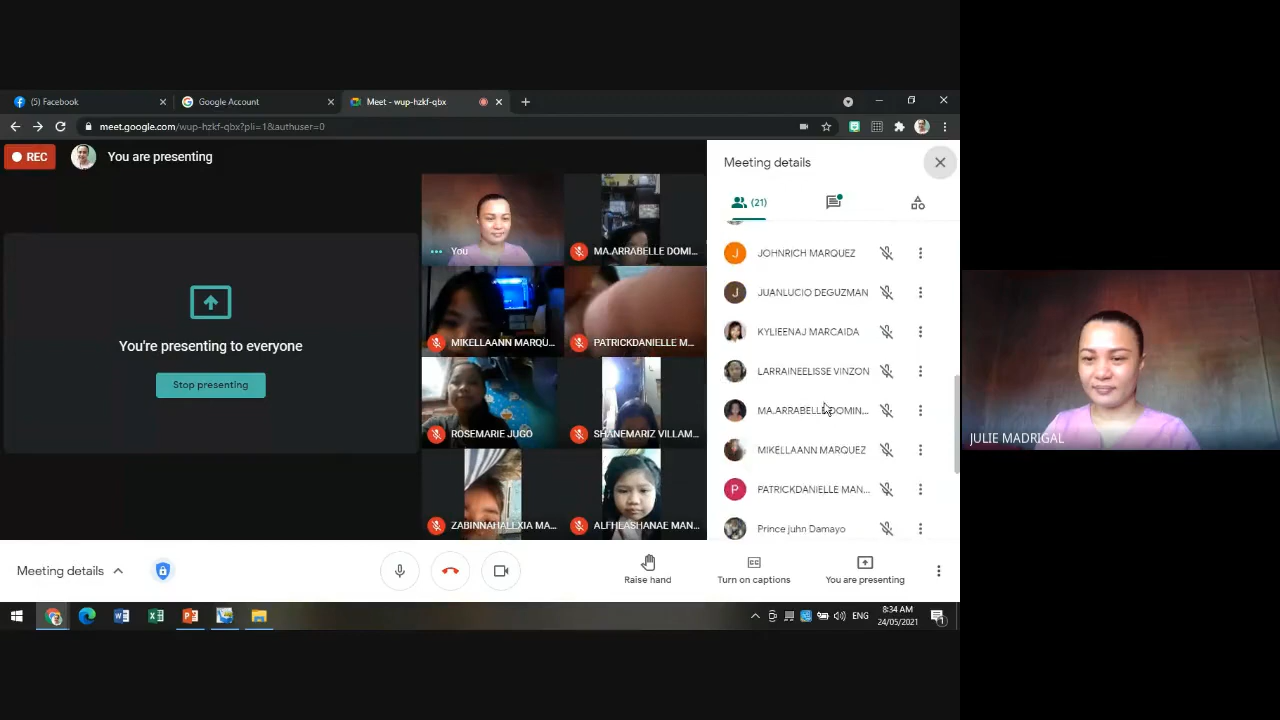 (5) Facebook
Google Account
Meet - wup-hzkf-qbx
meet.google.com/wup-hzkf-qbx?pli=1&authuser=0
REC
You are presenting
Meeting details
(21)
You
MA.ARRABELLE DOMI...
MIKELLAANN MARQU...
PATRICKDANIELLE M...
ROSEMARIE JUGO
SHANEMARIZ VILLAM...
ZABINNAHALEXIA MA...
ALFHEASHANAE MAN...
You're presenting to everyone
Stop presenting
JOHNRICH MARQUEZ
J
JUANLUCIO DEGUZMAN
J
KYLIEENAJ MARCAIDA
LARRAINEELISSE VINZON
MA.ARRABELLE DOMIN...
MIKELLAANN MARQUEZ
P
PATRICKDANIELLE MAN...
Prince juhn Damayo
JULIE MADRIGAL
Meeting details
Raise hand
CC
Turn on captions
You are presenting
ENG
8:34 AM
24/05/2021
1